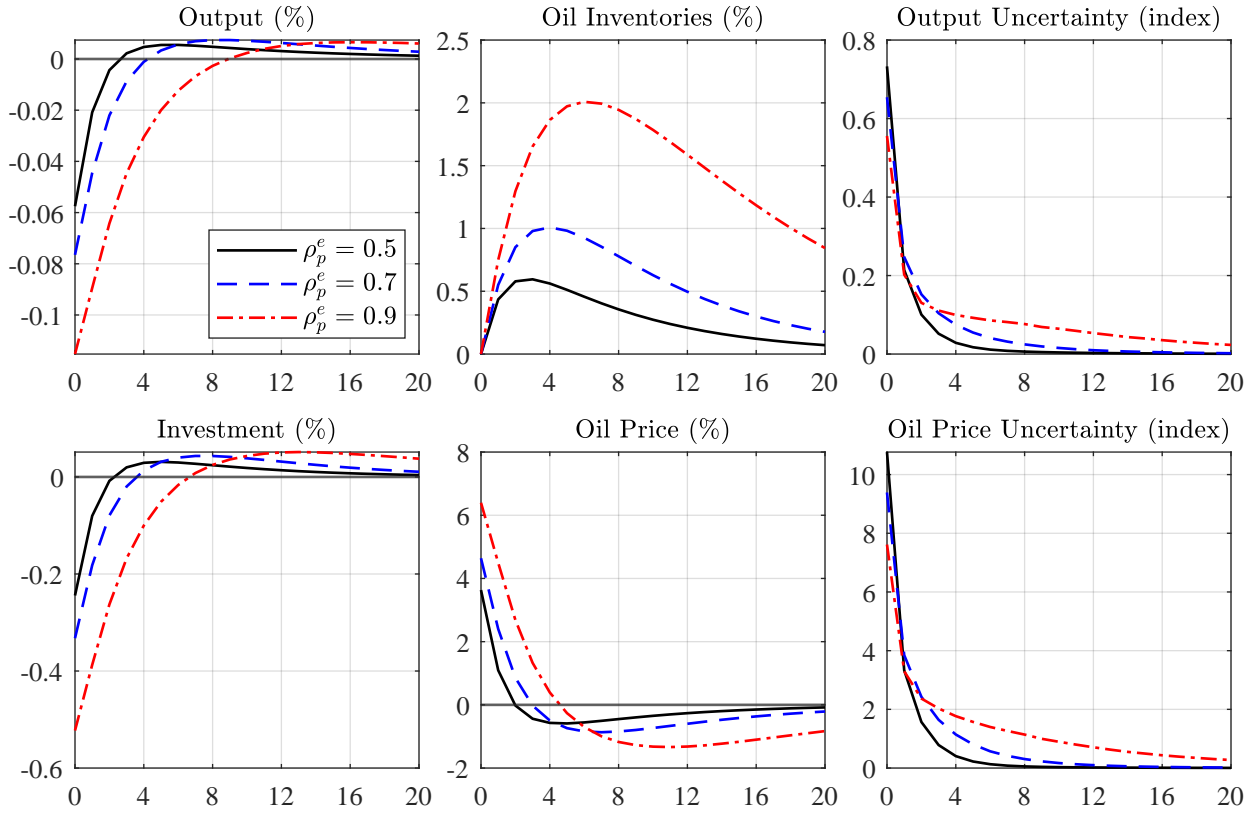 Output (%)
0
-0.02
-0.04
-0.06
-0.08
-0.1
0 4 8 12 16 20
ρ_p^e = 0.5
ρ_p^e = 0.7
ρ_p^e = 0.9
Oil Inventories (%)
2.5
2
1.5
1
0.5
0
0 4 8 12 16 20
Output Uncertainty (index)
0.8
0.6
0.4
0.2
0
0 4 8 12 16 20
Investment (%)
0
-0.2
-0.4
-0.6
0 4 8 12 16 20
Oil Price (%)
8
6
4
2
0
-2
0 4 8 12 16 20
Oil Price Uncertainty (index)
10
8
6
4
2
0
0 4 8 12 16 20